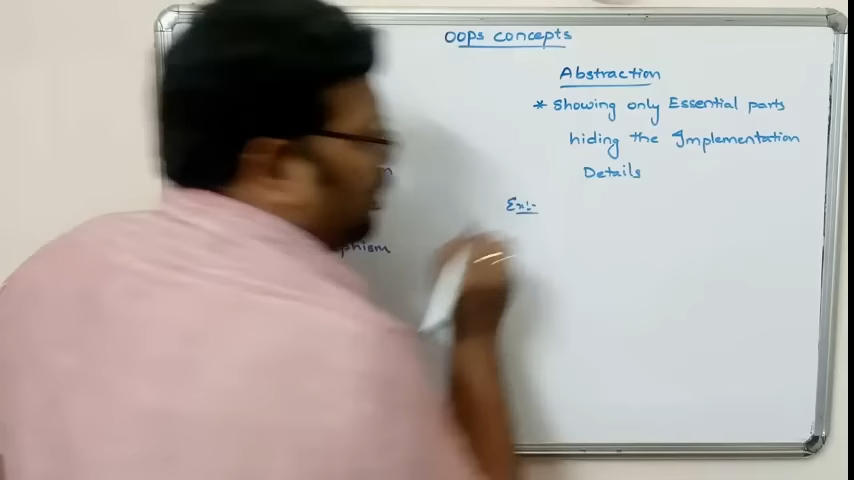 Oops concepts
Abstraction
* Showing only Essential parts
hiding the Implementation
Details
Ex:-